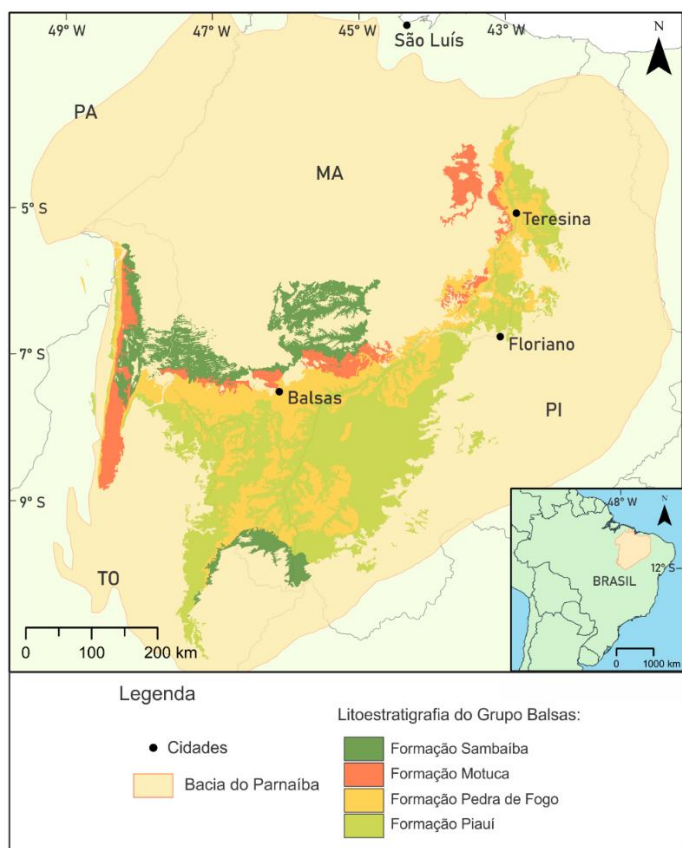 49° W
47° W
45° W
43° W
N
São Luís
PA
MA
5° S
Teresina
7° S
Floriano
Balsas
PI
9° S
TO
48° W
N
12° S
BRASIL
0 100 200 km
0 1000 km
Legenda
Cidades
Bacia do Parnaíba
Litoestratigrafia do Grupo Balsas:
Formação Sambaíba
Formação Motuca
Formação Pedra de Fogo
Formação Piauí